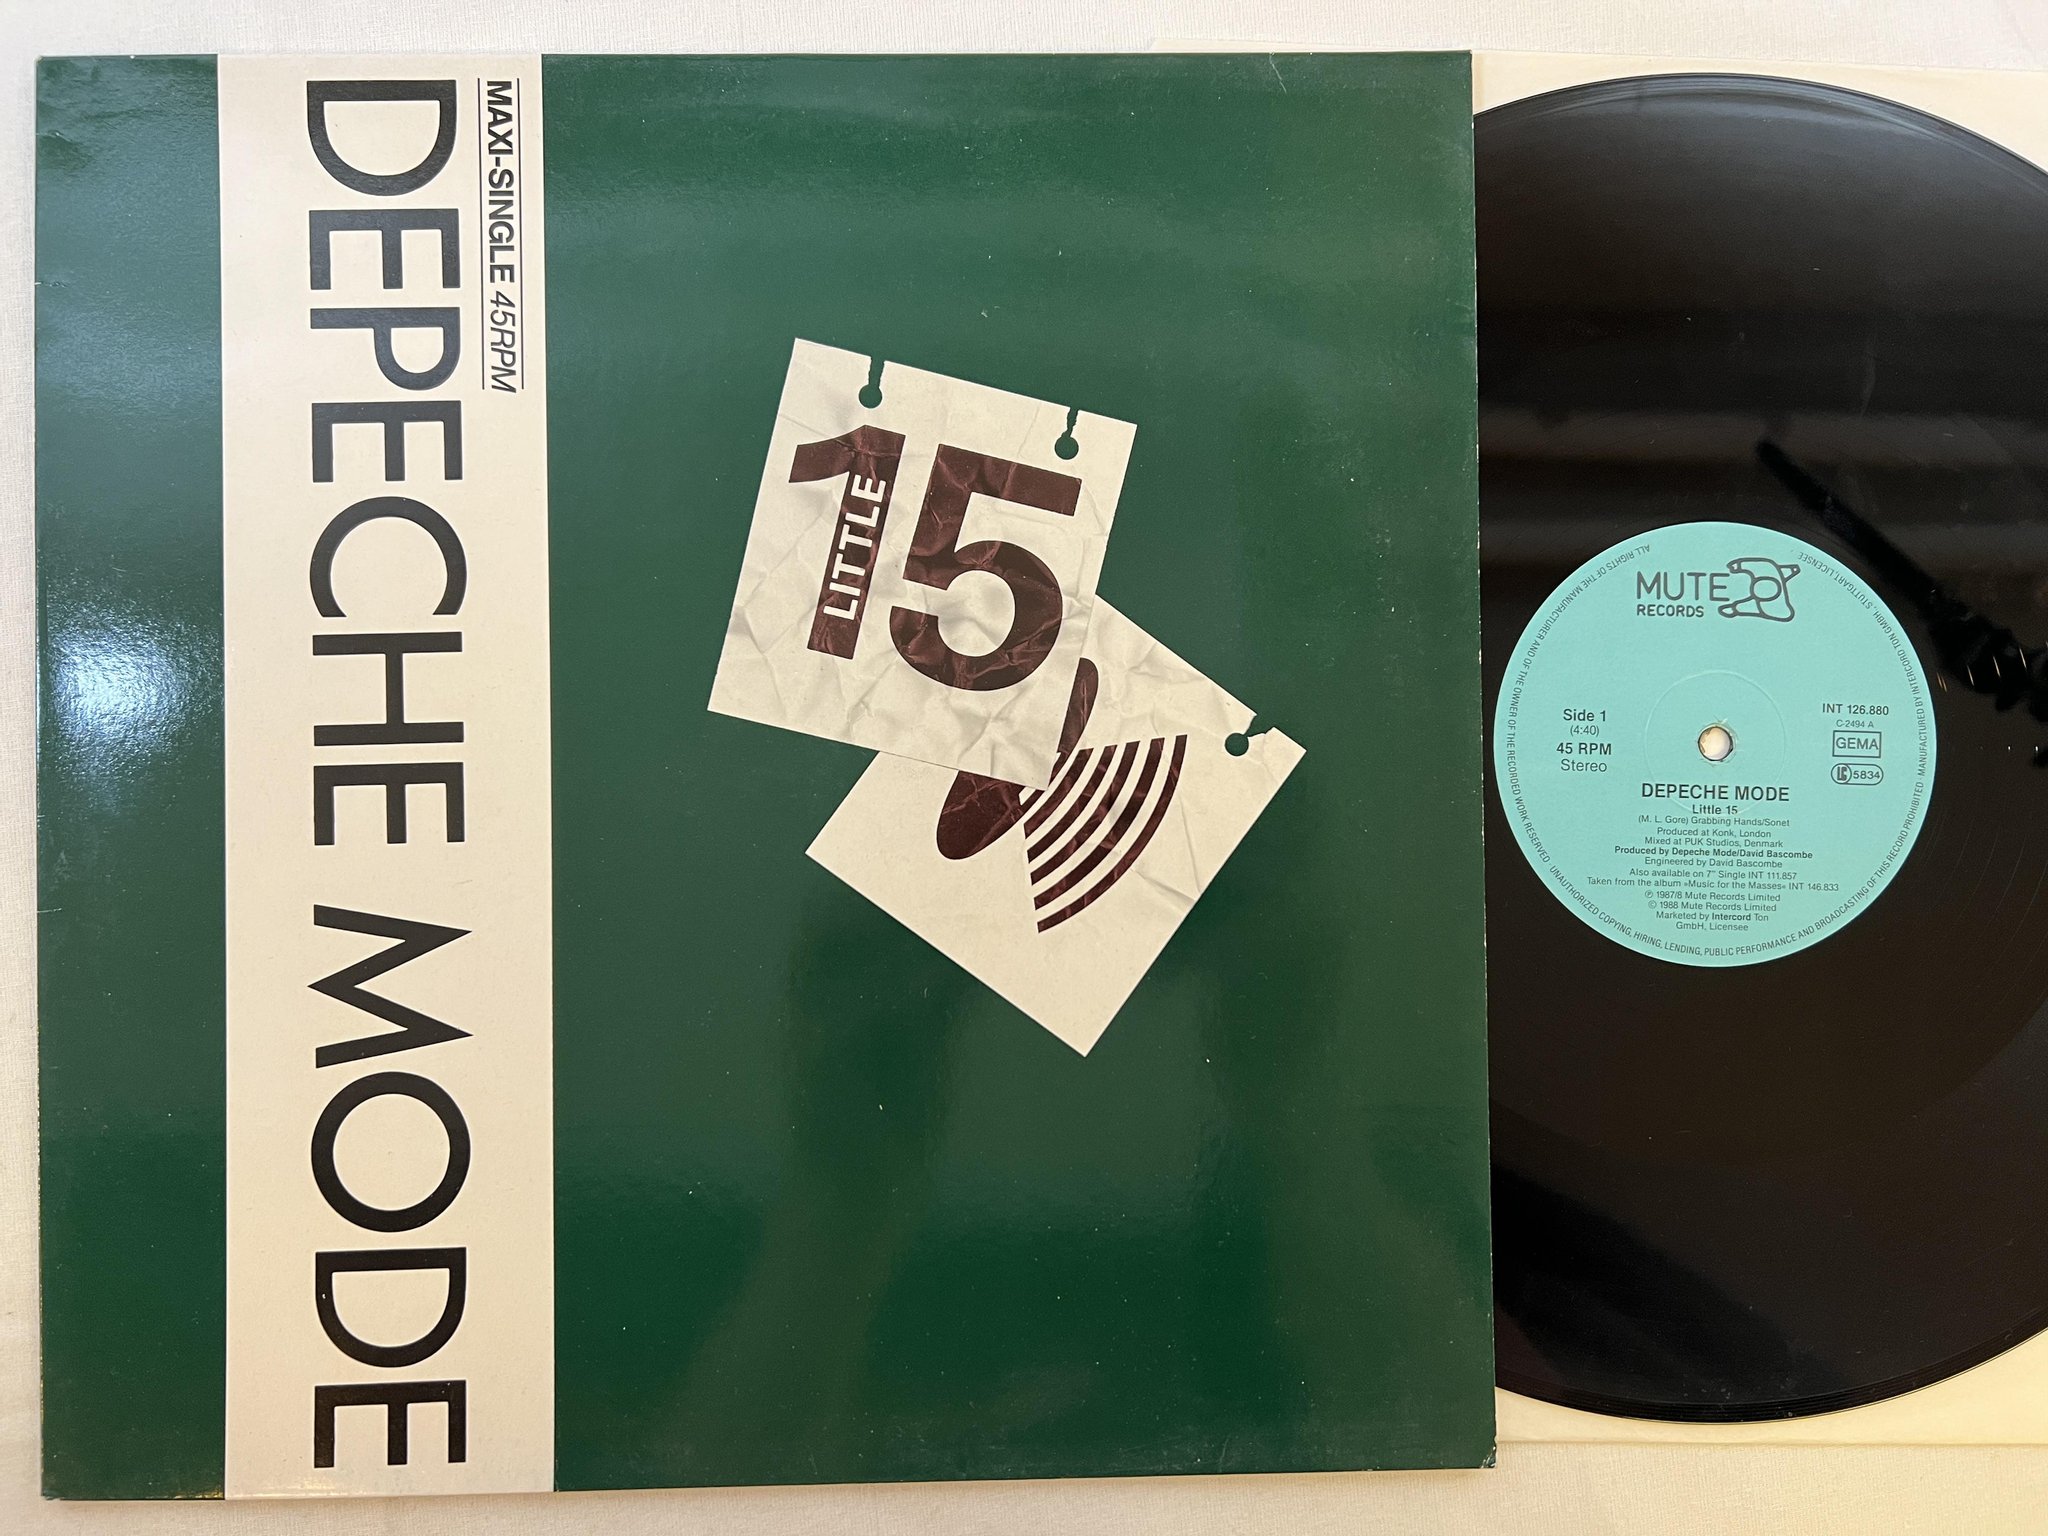 DEPECHE MODE
MAXI-SINGLE 45RPM
15
LITTLE
MUTE
RECORDS
Side 1
(4:40)
45 RPM
Stereo
INT 126.880
C-2494 A
GEMA
LC 5834
DEPECHE MODE
Little 15
(M. L. Gore) Grabbing Hands/Sonet
Produced at Konk, London
Mixed at PUK Studios, Denmark
Produced by Depeche Mode/David Bascombe
Engineered by David Bascombe
Also available on 7" Single INT 111.857
Taken from the album »Music for the Masses« INT 146.833
℗ 1987/8 Mute Records Limited
© 1988 Mute Records Limited
Marketed by Intercord Ton
GmbH, Licensee
ALL RIGHTS OF THE MANUFACTURER AND OF THE OWNER OF THE RECORDED WORK RESERVED · UNAUTHORIZED COPYING, HIRING, LENDING, PUBLIC PERFORMANCE AND BROADCASTING OF THIS RECORD PROHIBITED · MANUFACTURED BY INTERCORD TON GMBH, STUTTGART, LICENSEE ·